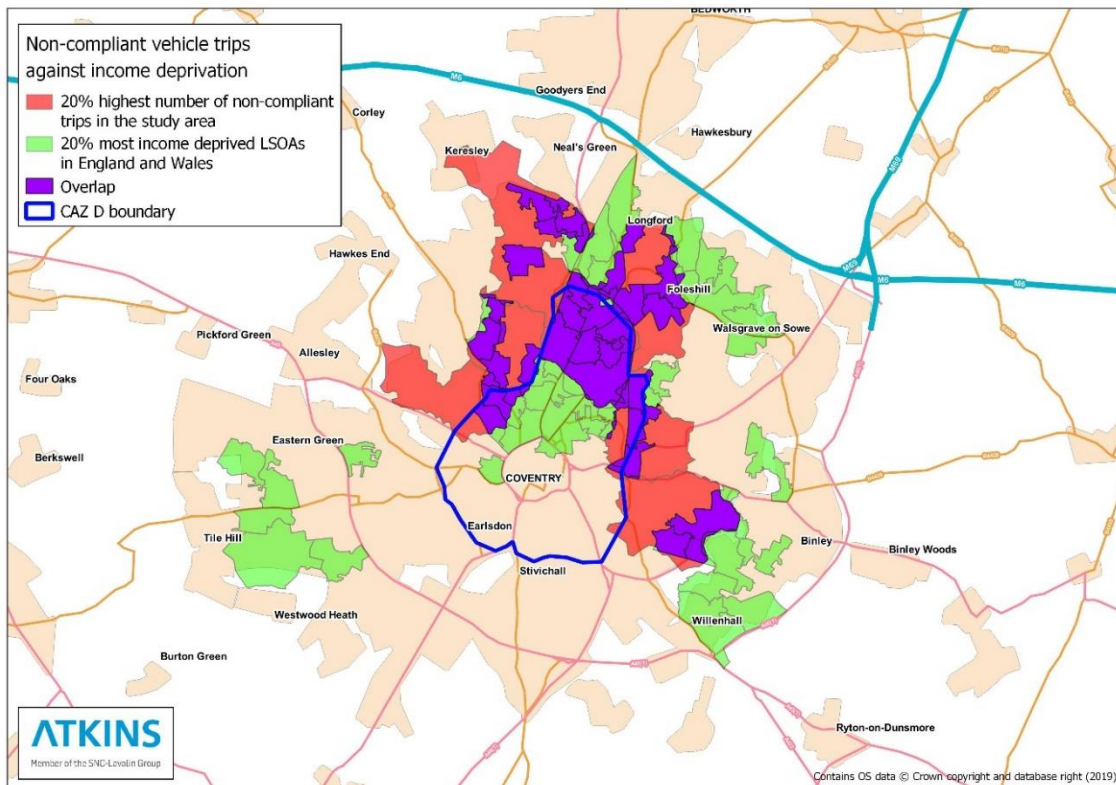 Non-compliant vehicle trips
against income deprivation
20% highest number of non-compliant
trips in the study area
20% most income deprived LSOAs
in England and Wales
Overlap
CAZ D boundary
BEDWORTH
M6
Goodyers End
Corley
Hawkesbury
Keresley
Neal's Green
M69
Longford
Hawkes End
Foleshill
M6
Walsgrave on Sowe
Pickford Green
Allesley
Four Oaks
Eastern Green
Berkswell
COVENTRY
Earlsdon
Tile Hill
Binley
Binley Woods
Stivichall
Westwood Heath
Willenhall
Burton Green
Ryton-on-Dunsmore
ATKINS
Member of the SNC-Lavalin Group
Contains OS data © Crown copyright and database right (2019)